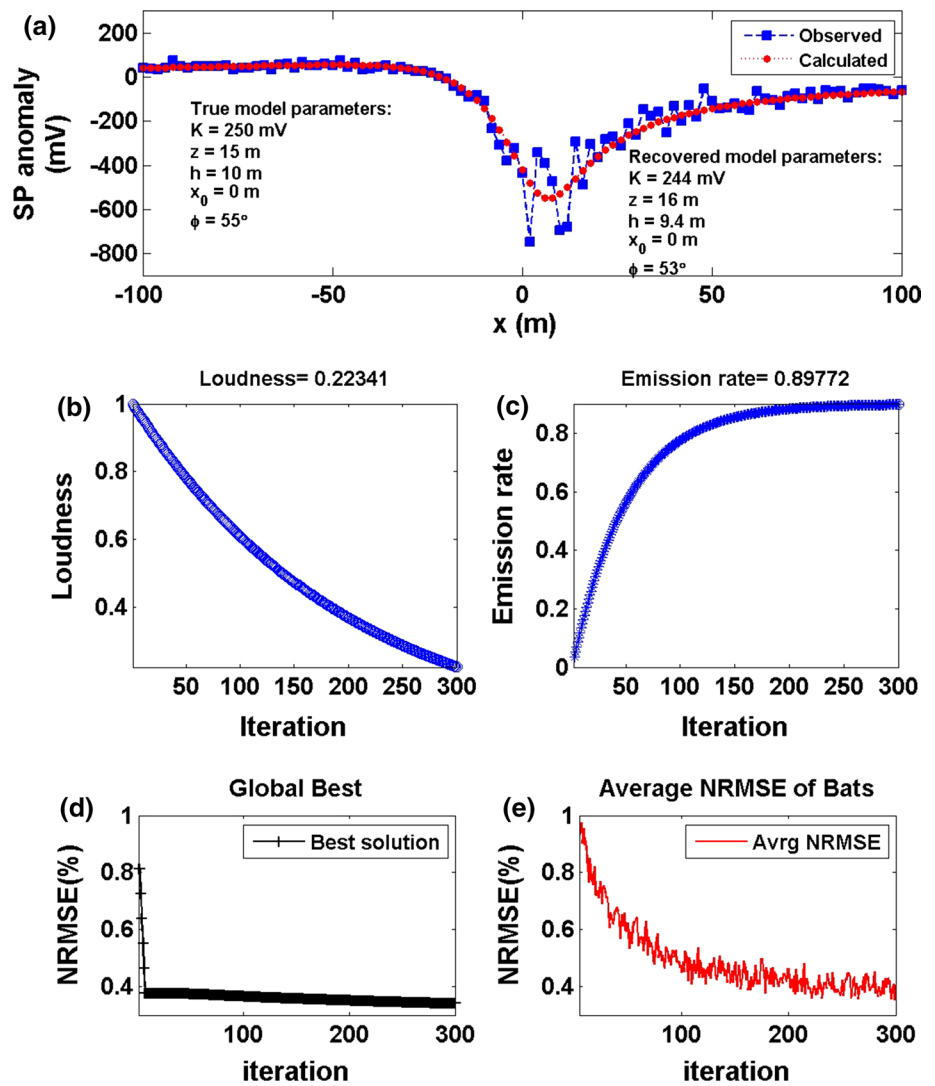 (a)
200
0
-200
-400
-600
-800
SP anomaly
(mV)
Observed
Calculated
True model parameters:
K = 250 mV
z = 15 m
h = 10 m
x0 = 0 m
ϕ = 55°
Recovered model parameters:
K = 244 mV
z = 16 m
h = 9.4 m
x0 = 0 m
ϕ = 53°
-100 -50 0 50 100
x (m)
(b)
Loudness= 0.22341
1
0.8
0.6
0.4
Loudness
50 100 150 200 250 300
Iteration
(c)
Emission rate= 0.89772
0.8
0.6
0.4
0.2
0
Emission rate
50 100 150 200 250 300
Iteration
(d)
Global Best
1
0.8
0.6
0.4
NRMSE(%)
Best solution
100 200 300
iteration
(e)
Average NRMSE of Bats
1
0.8
0.6
0.4
NRMSE(%)
Avrg NRMSE
100 200 300
iteration